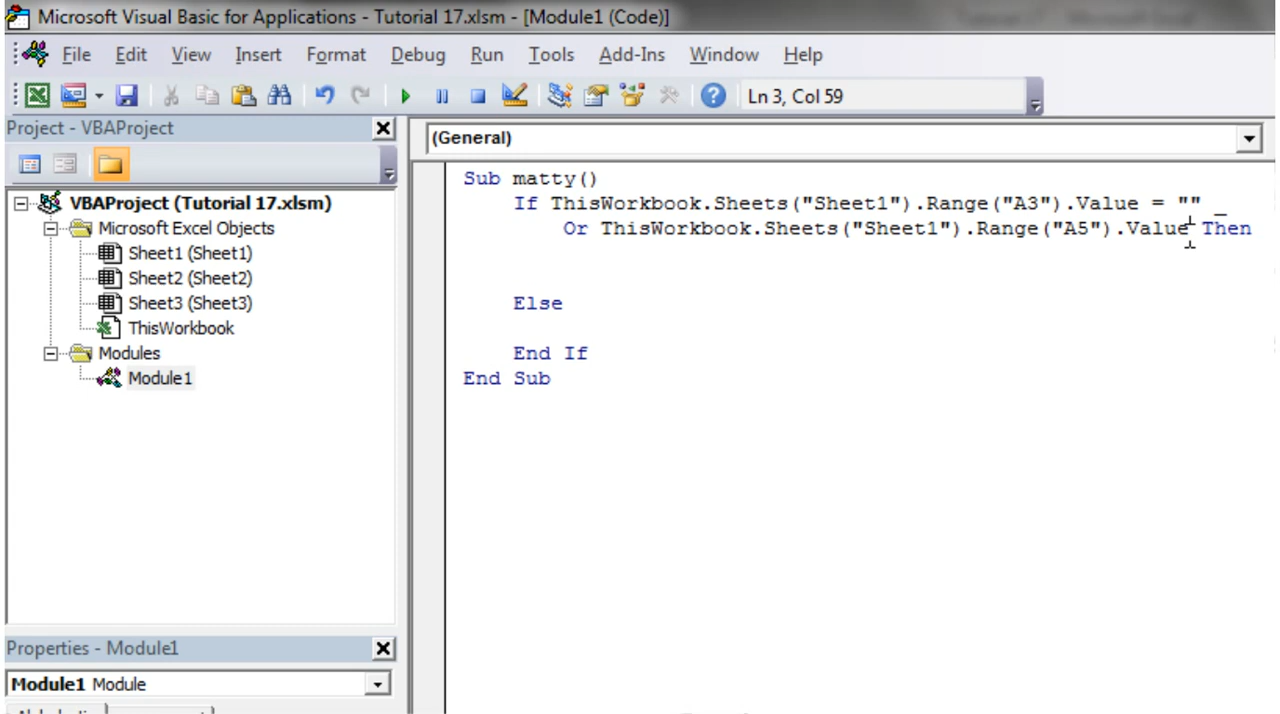 Microsoft Visual Basic for Applications - Tutorial 17.xlsm - [Module1 (Code)]
File Edit View Insert Format Debug Run Tools Add-Ins Window Help
Ln 3, Col 59
Project - VBAProject
(General)
VBAProject (Tutorial 17.xlsm)
Microsoft Excel Objects
Sheet1 (Sheet1)
Sheet2 (Sheet2)
Sheet3 (Sheet3)
ThisWorkbook
Modules
Module1
Sub matty()
If ThisWorkbook.Sheets("Sheet1").Range("A3").Value = "" _
Or ThisWorkbook.Sheets("Sheet1").Range("A5").Value Then
Else
End If
End Sub
Properties - Module1
Module1 Module